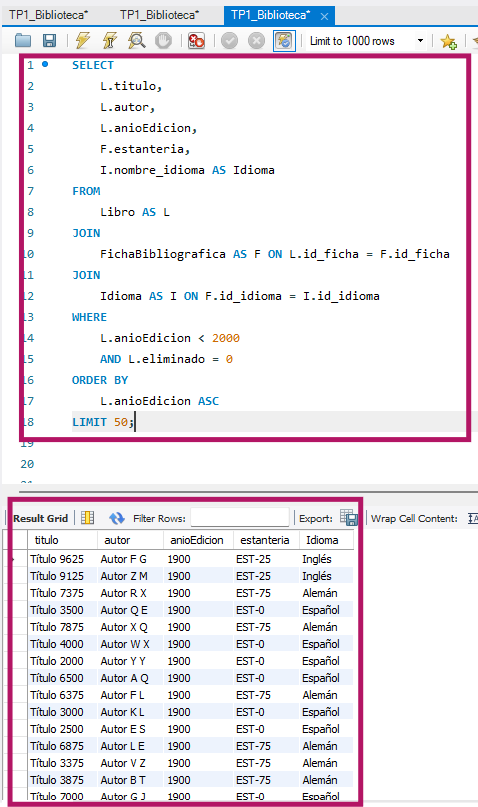 TP1_Biblioteca* TP1_Biblioteca* TP1_Biblioteca*
Limit to 1000 rows
1 SELECT
2 L.titulo,
3 L.autor,
4 L.anioEdicion,
5 F.estanteria,
6 I.nombre_idioma AS Idioma
7 FROM
8 Libro AS L
9 JOIN
10 FichaBibliografica AS F ON L.id_ficha = F.id_ficha
11 JOIN
12 Idioma AS I ON F.id_idioma = I.id_idioma
13 WHERE
14 L.anioEdicion < 2000
15 AND L.eliminado = 0
16 ORDER BY
17 L.anioEdicion ASC
18 LIMIT 50;
19
20
21
Result Grid Filter Rows: Export: Wrap Cell Content:
titulo autor anioEdicion estanteria Idioma
Título 9625 Autor F G 1900 EST-25 Inglés
Título 9125 Autor Z M 1900 EST-25 Inglés
Título 7375 Autor R X 1900 EST-75 Alemán
Título 3500 Autor Q E 1900 EST-0 Español
Título 7875 Autor X Q 1900 EST-75 Alemán
Título 4000 Autor W X 1900 EST-0 Español
Título 2000 Autor Y Y 1900 EST-0 Español
Título 6500 Autor A Q 1900 EST-0 Español
Título 6375 Autor F L 1900 EST-75 Alemán
Título 3000 Autor K L 1900 EST-0 Español
Título 2500 Autor E S 1900 EST-0 Español
Título 6875 Autor L E 1900 EST-75 Alemán
Título 3375 Autor V Z 1900 EST-75 Alemán
Título 3875 Autor B T 1900 EST-75 Alemán
Título 7000 Autor G J 1900 EST-0 Español